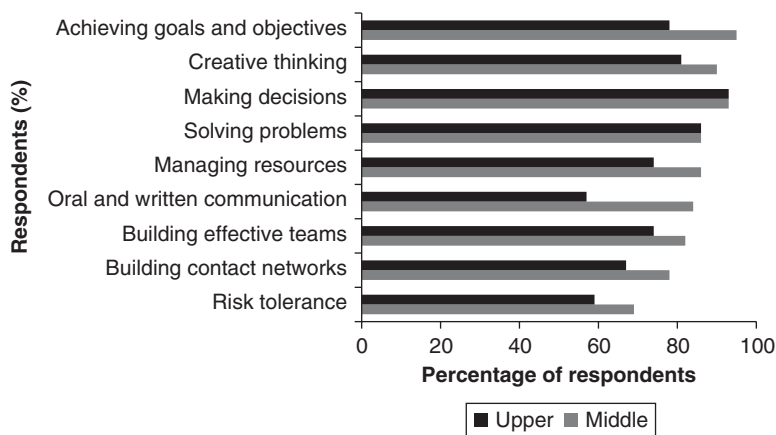 Respondents (%)
Achieving goals and objectives
Creative thinking
Making decisions
Solving problems
Managing resources
Oral and written communication
Building effective teams
Building contact networks
Risk tolerance
0 20 40 60 80 100
Percentage of respondents
Upper Middle